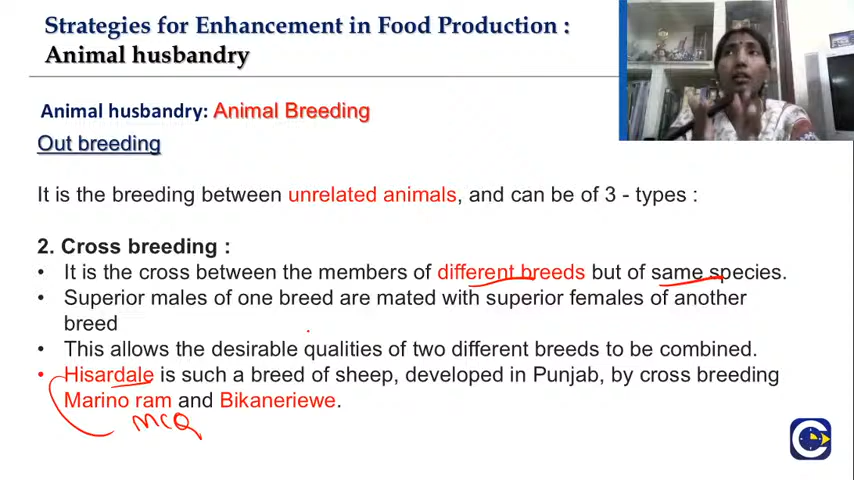 Strategies for Enhancement in Food Production :
Animal husbandry
Animal husbandry: Animal Breeding
Out breeding
It is the breeding between unrelated animals, and can be of 3 - types :
2. Cross breeding :
• It is the cross between the members of different breeds but of same species.
• Superior males of one breed are mated with superior females of another
breed
• This allows the desirable qualities of two different breeds to be combined.
• Hisardale is such a breed of sheep, developed in Punjab, by cross breeding
Marino ram and Bikaneriewe.
MCQ